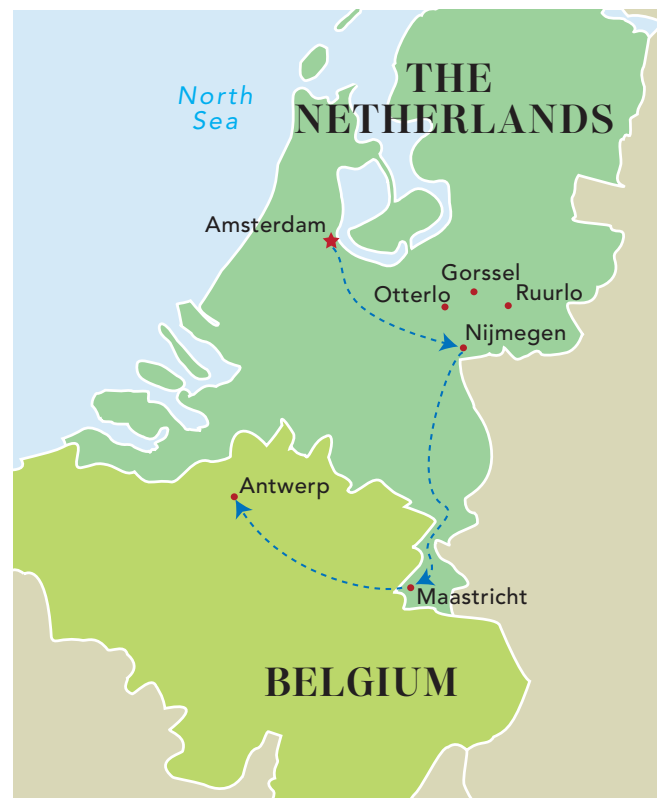 THE
NETHERLANDS
North
Sea
Amsterdam
Gorssel
Otterlo
Ruurlo
Nijmegen
Antwerp
Maastricht
BELGIUM